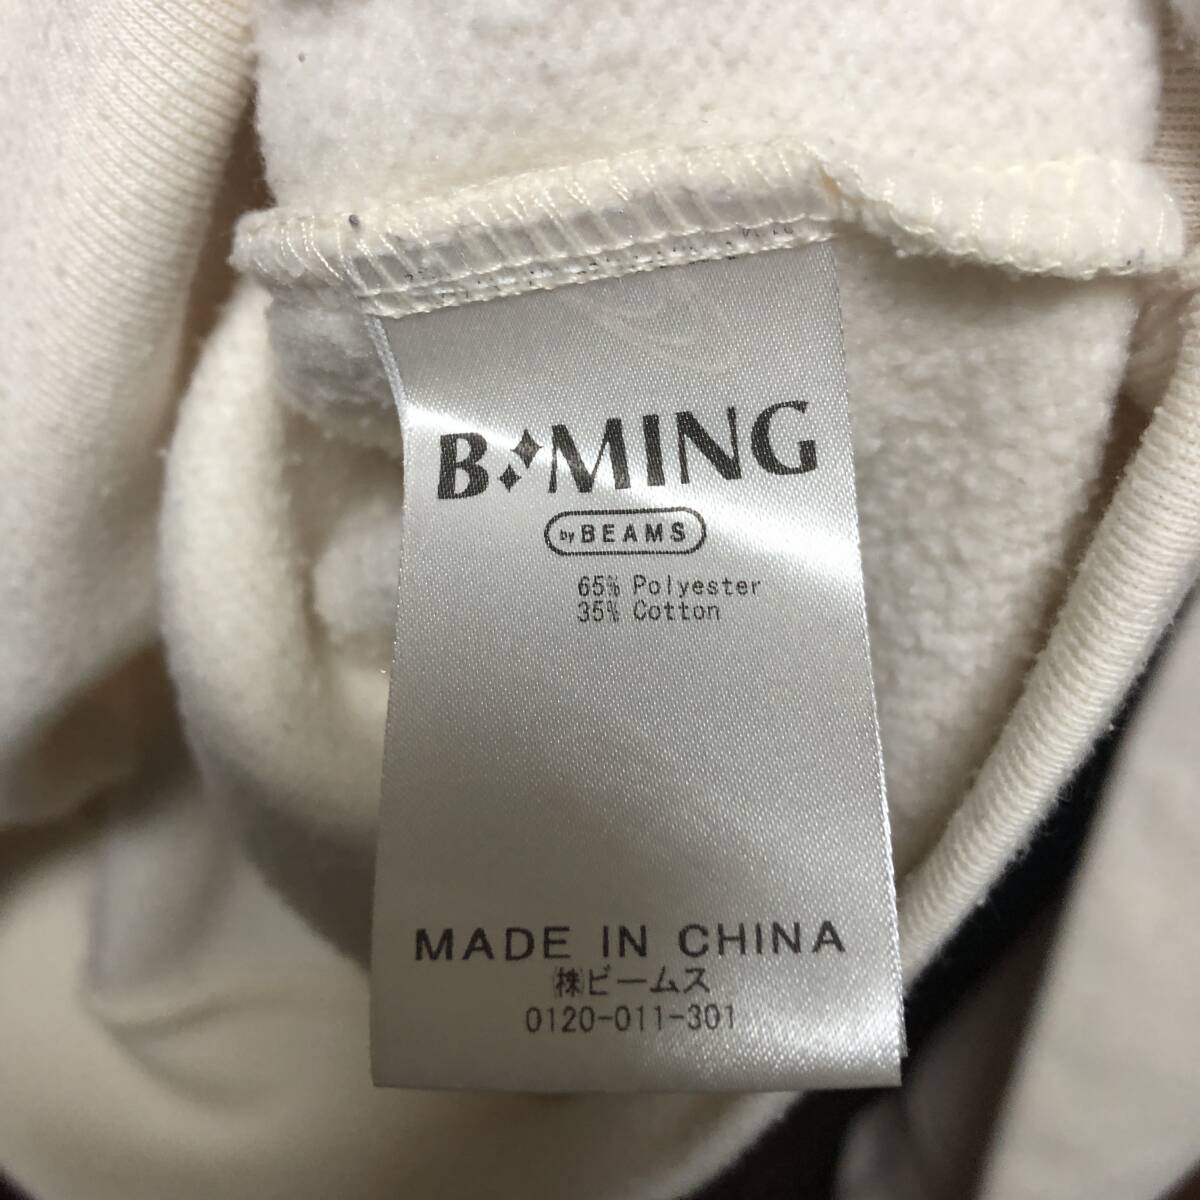 B MING
by BEAMS
65% Polyester
35% Cotton
MADE IN CHINA
㈱ビームス
0120-011-301